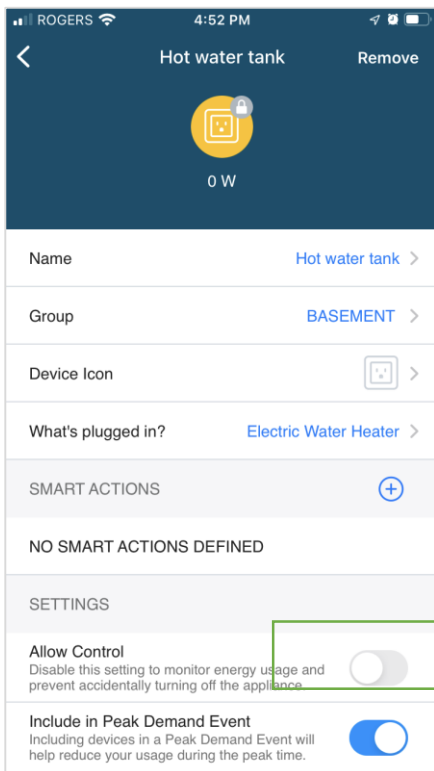 ROGERS 4:52 PM
Hot water tank Remove
0 W
Name Hot water tank
Group BASEMENT
Device Icon
What's plugged in? Electric Water Heater
SMART ACTIONS
NO SMART ACTIONS DEFINED
SETTINGS
Allow Control
Disable this setting to monitor energy usage and
prevent accidentally turning off the appliance.
Include in Peak Demand Event
Including devices in a Peak Demand Event will
help reduce your usage during the peak time.